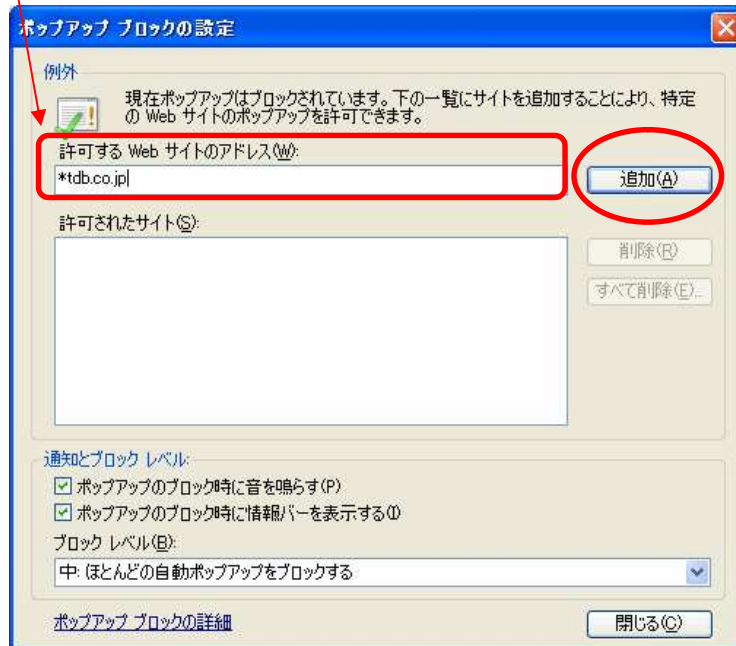 ポップアップ ブロックの設定
例外
現在ポップアップはブロックされています。下の一覧にサイトを追加することにより、特定
の Web サイトのポップアップを許可できます。
許可する Web サイトのアドレス(W):
*tdb.co.jp
追加(A)
許可されたサイト(S):
削除(R)
すべて削除(E)...
通知とブロック レベル:
ポップアップのブロック時に音を鳴らす(P)
ポップアップのブロック時に情報バーを表示する(I)
ブロック レベル(B):
中: ほとんどの自動ポップアップをブロックする
ポップアップ ブロックの詳細
閉じる(C)